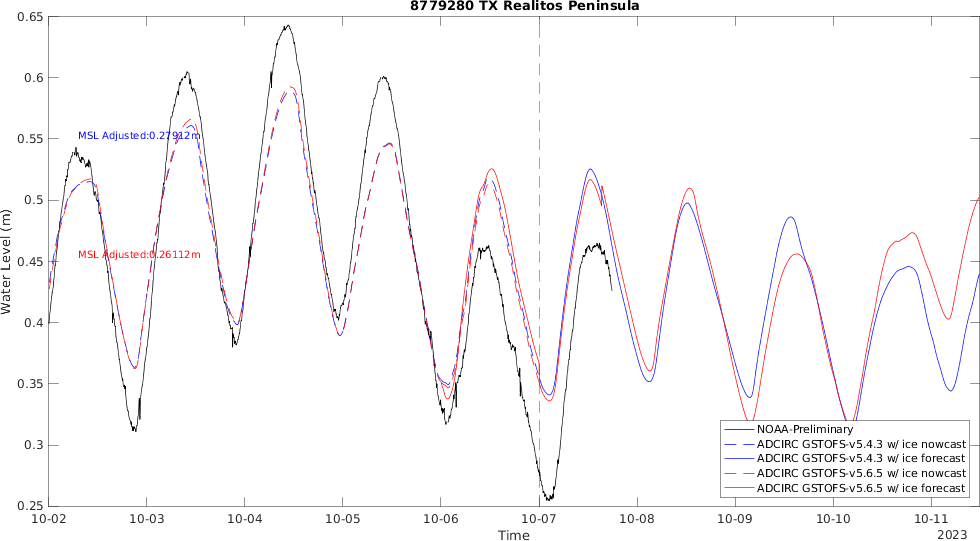 8779280 TX Realitos Peninsula
0.65
0.6
0.55
0.5
0.45
0.4
0.35
0.3
0.25
Water Level (m)
MSL Adjusted:0.27912m
MSL Adjusted:0.26112m
NOAA-Preliminary
ADCIRC GSTOFS-v5.4.3 w/ ice nowcast
ADCIRC GSTOFS-v5.4.3 w/ ice forecast
ADCIRC GSTOFS-v5.6.5 w/ ice nowcast
ADCIRC GSTOFS-v5.6.5 w/ ice forecast
10-02 10-03 10-04 10-05 10-06 10-07 10-08 10-09 10-10 10-11
Time
2023